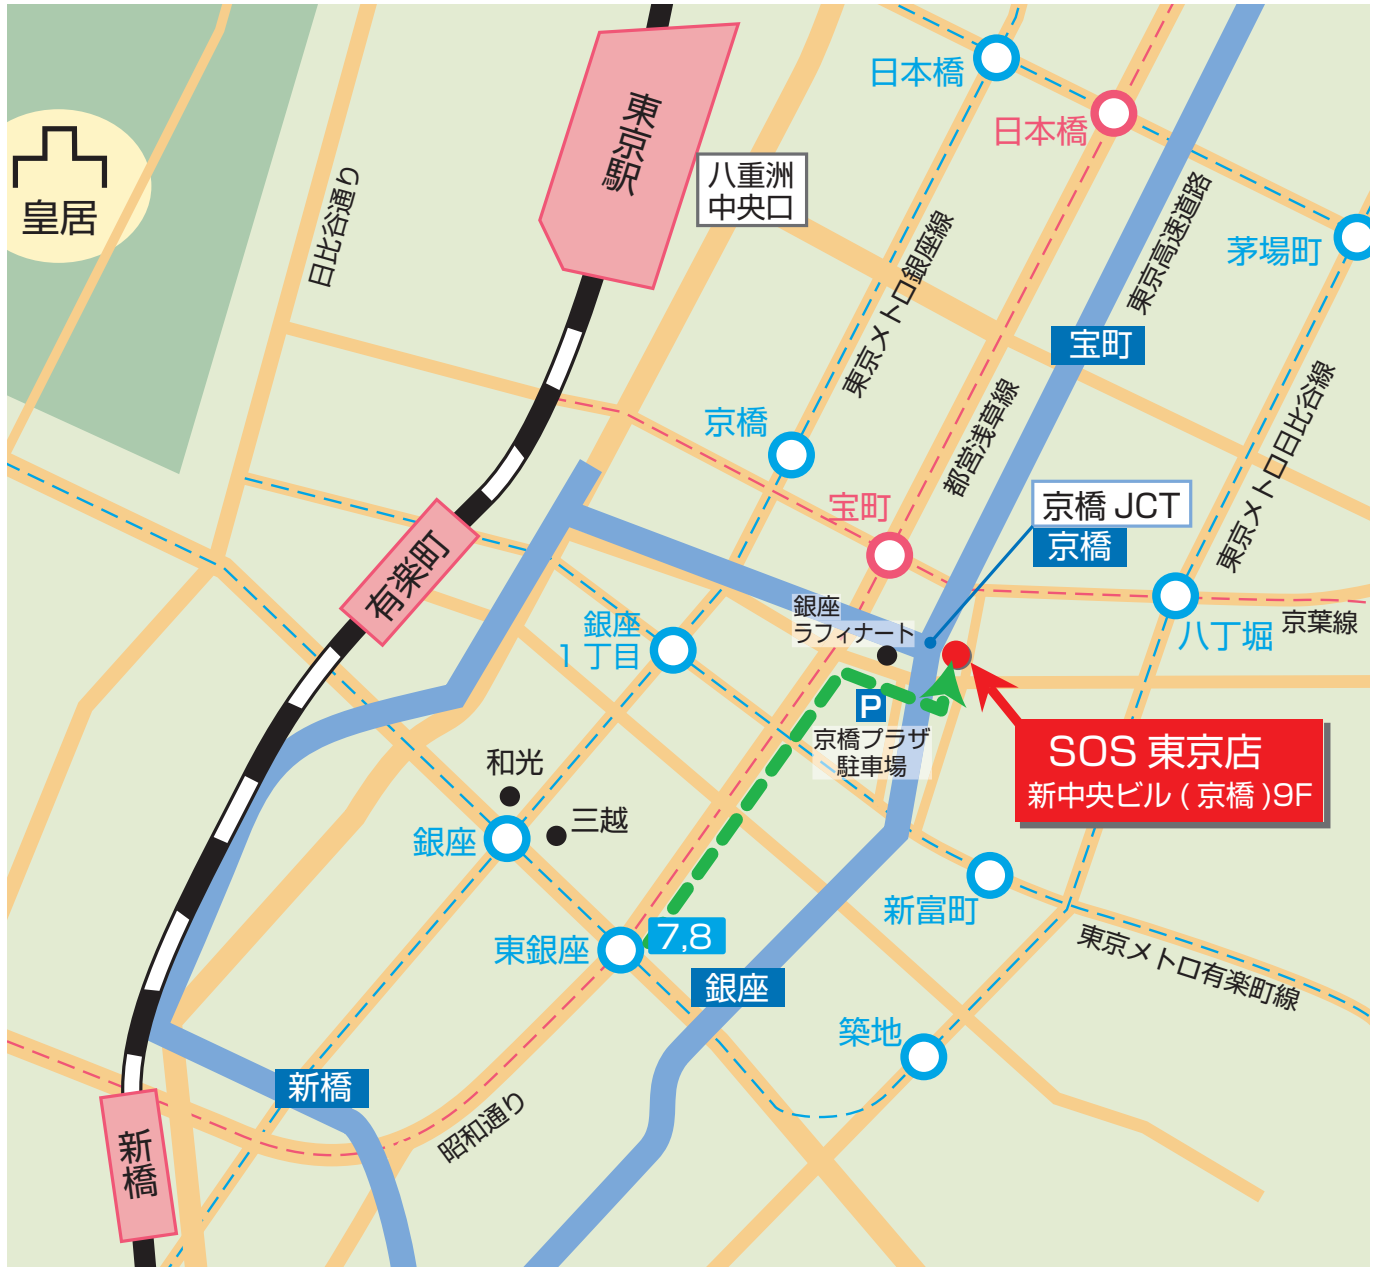 日本橋
日本橋
東京駅
八重洲
中央口
皇居
日比谷通り
東京メトロ銀座線
東京高速道路
茅場町
宝町
東京メトロ日比谷線
都営浅草線
京橋
宝町
京橋 JCT
京橋
有楽町
銀座
1 丁目
銀座
ラフィナート
八丁堀
京葉線
P
京橋プラザ
駐車場
SOS 東京店
新中央ビル ( 京橋 )9F
和光
三越
銀座
新富町
東銀座
7,8
東京メトロ有楽町線
銀座
築地
新橋
昭和通り
新橋